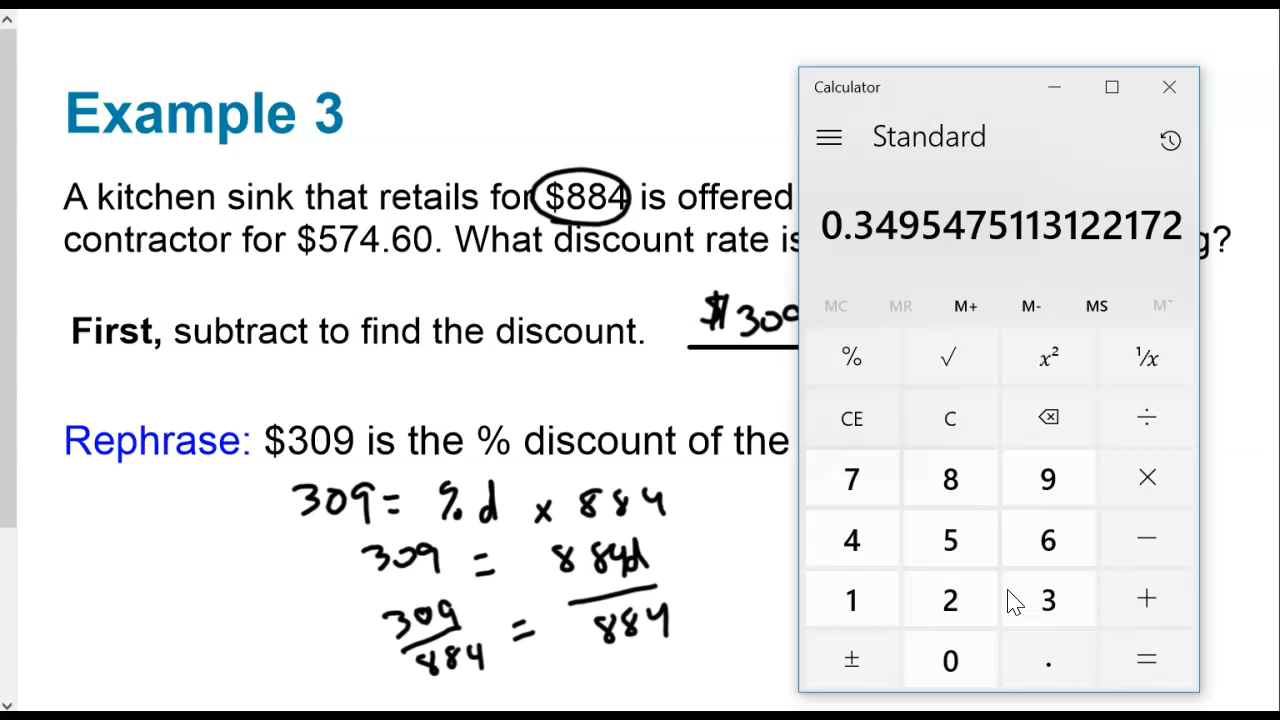 Example 3
A kitchen sink that retails for $884 is offered
contractor for $574.60. What discount rate is g?
First, subtract to find the discount. $309
Rephrase: $309 is the % discount of the
309 = % d x 884
309 = 884d
309/884 = 884
Calculator
Standard
0.3495475113122172
MC MR M+ M- MS M˅
% √ x² ¹/x
CE C ⌫ ÷
7 8 9 ×
4 5 6 −
1 2 3 +
± 0 . =